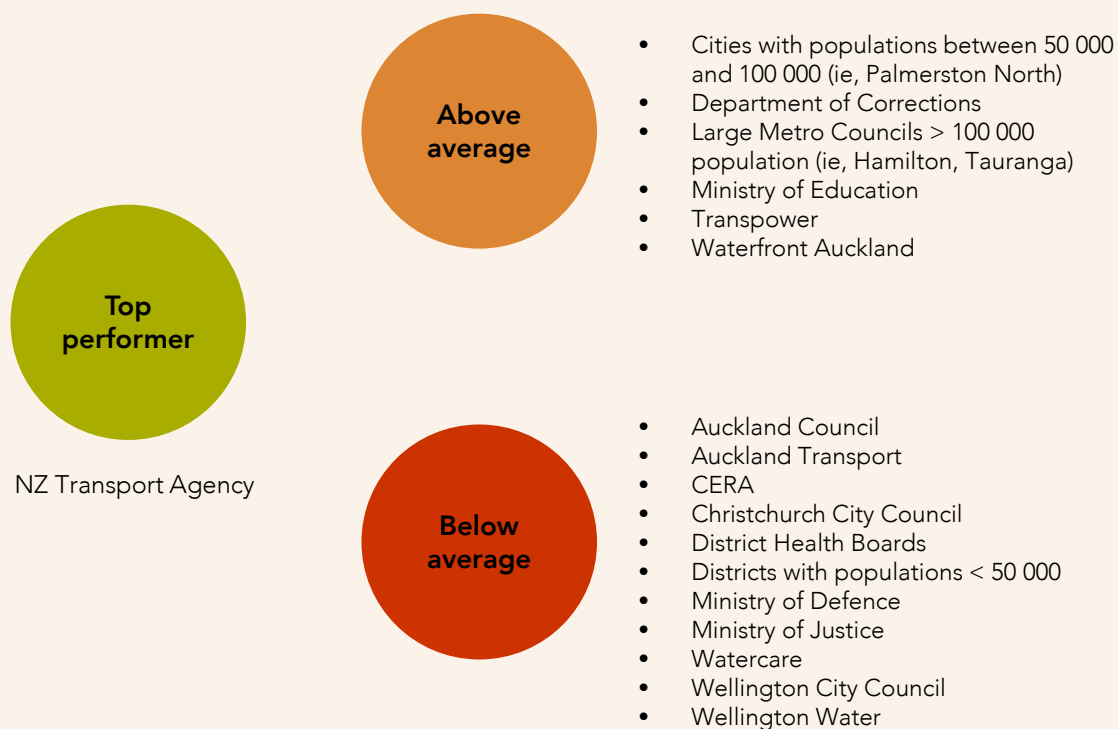 Top
performer
NZ Transport Agency
Above
average
• Cities with populations between 50 000
and 100 000 (ie, Palmerston North)
• Department of Corrections
• Large Metro Councils > 100 000
population (ie, Hamilton, Tauranga)
• Ministry of Education
• Transpower
• Waterfront Auckland
Below
average
• Auckland Council
• Auckland Transport
• CERA
• Christchurch City Council
• District Health Boards
• Districts with populations < 50 000
• Ministry of Defence
• Ministry of Justice
• Watercare
• Wellington City Council
• Wellington Water